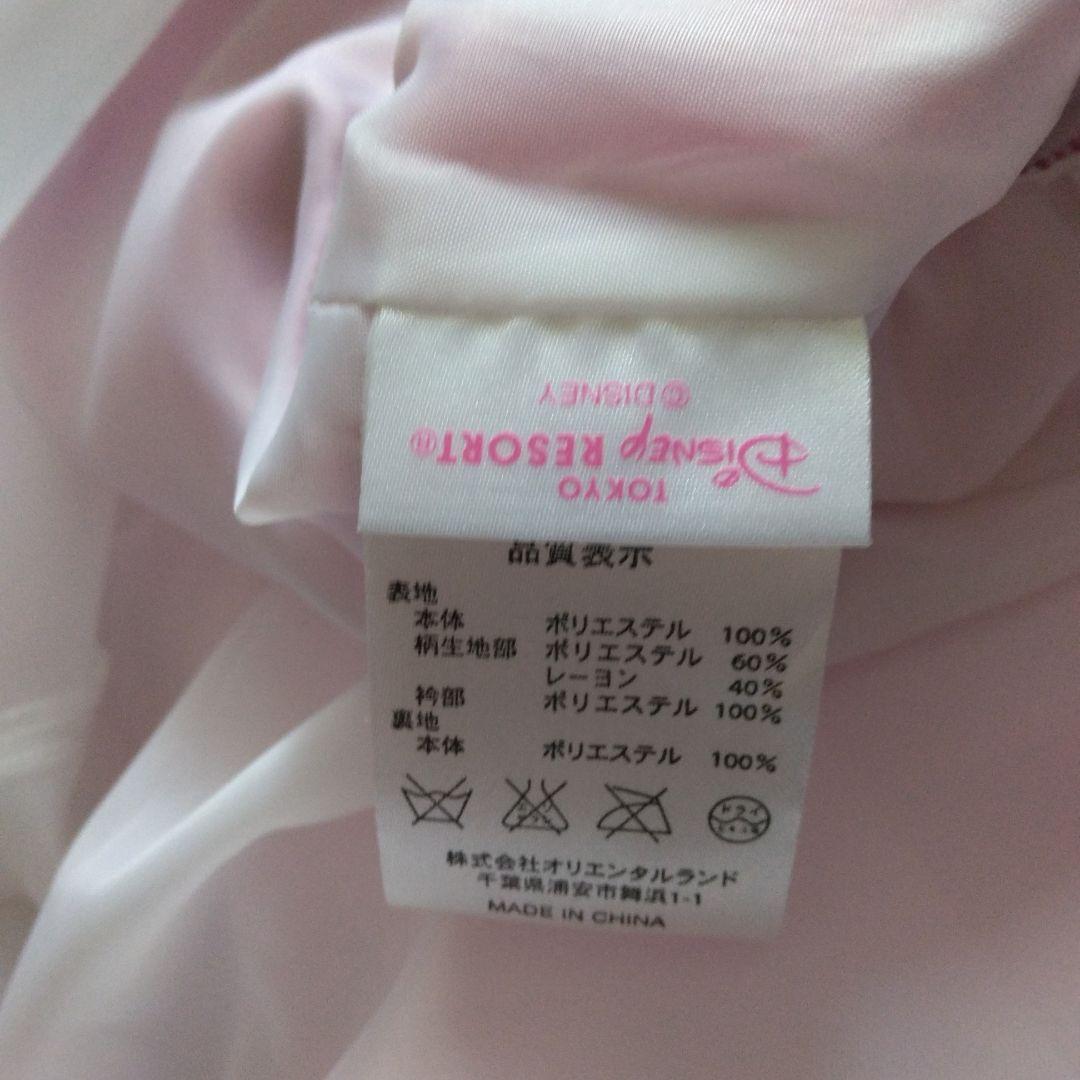 TOKYO
Disney RESORT®
© DISNEY
品質表示
表地
本体 ポリエステル 100%
柄生地部 ポリエステル 60%
レーヨン 40%
衿部 ポリエステル 100%
裏地
本体 ポリエステル 100%
ドライ
株式会社オリエンタルランド
千葉県浦安市舞浜1-1
MADE IN CHINA